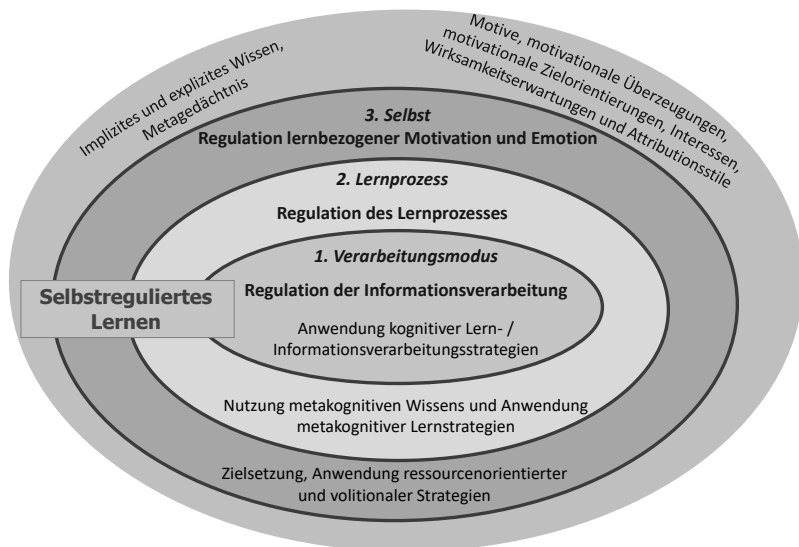 Implizites und explizites Wissen,
Metagedächtnis
Motive, motivationale Überzeugungen,
motivationale Zielorientierungen, Interessen,
Wirksamkeitserwartungen und Attributionsstile
3. Selbst
Regulation lernbezogener Motivation und Emotion
2. Lernprozess
Regulation des Lernprozesses
1. Verarbeitungsmodus
Regulation der Informationsverarbeitung
Selbstreguliertes
Lernen
Anwendung kognitiver Lern- /
Informationsverarbeitungsstrategien
Nutzung metakognitiven Wissens und Anwendung
metakognitiver Lernstrategien
Zielsetzung, Anwendung ressourcenorientierter
und volitionaler Strategien